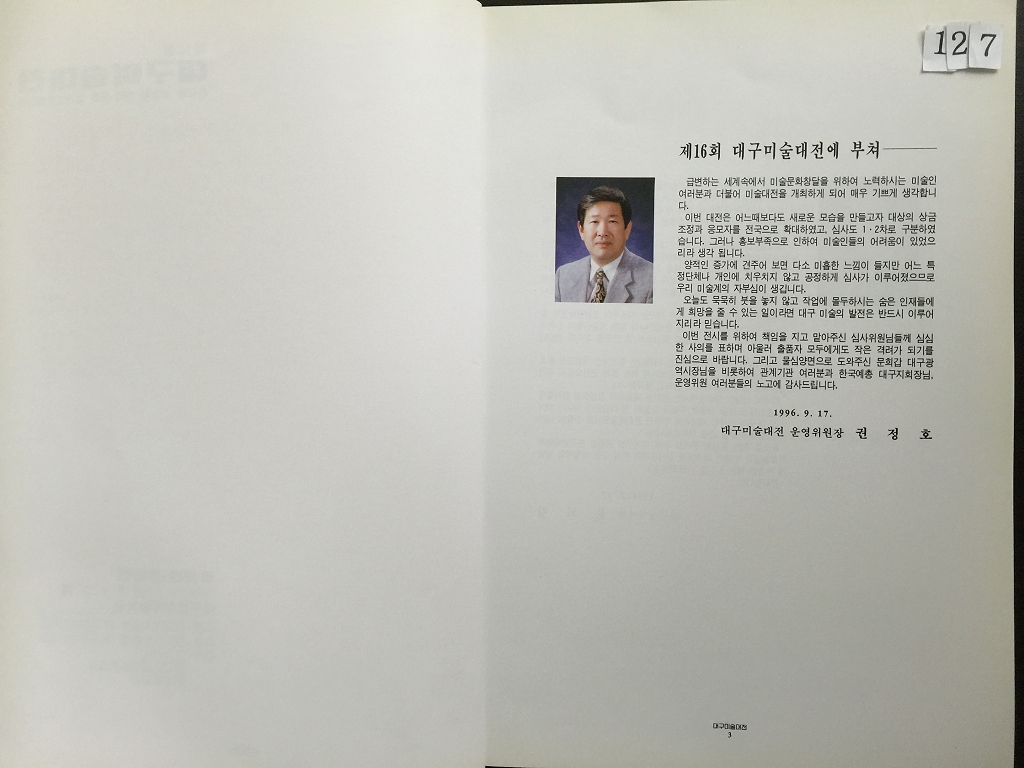 127
제16회 대구미술대전에 부쳐
급변하는 세계속에서 미술문화창달을 위하여 노력하시는 미술인
여러분과 더불어 미술대전을 개최하게 되어 매우 기쁘게 생각합니
다.
이번 대전은 어느때보다도 새로운 모습을 만들고자 대상의 상금
조정과 응모자를 전국으로 확대하였고, 심사도 1·2차로 구분하였
습니다. 그러나 홍보부족으로 인하여 미술인들의 어려움이 있었으
리라 생각 됩니다.
양적인 증가에 견주어 보면 다소 미흡한 느낌이 들지만 어느 특
정단체나 개인에 치우치지 않고 공정하게 심사가 이루어졌으므로
우리 미술계의 자부심이 생깁니다.
오늘도 묵묵히 붓을 놓지 않고 작업에 몰두하시는 숨은 인재들에
게 희망을 줄 수 있는 일이라면 대구 미술의 발전은 반드시 이루어
지리라 믿습니다.
이번 전시를 위하여 책임을 지고 맡아주신 심사위원님들께 심심
한 사의를 표하며 아울러 출품자 모두에게도 작은 격려가 되기를
진심으로 바랍니다. 그리고 물심양면으로 도와주신 문희갑 대구광
역시장님을 비롯하여 관계기관 여러분과 한국예총 대구지회장님,
운영위원 여러분들의 노고에 감사드립니다.
1996. 9. 17.
대구미술대전 운영위원장 권 정 호
대구미술대전
3